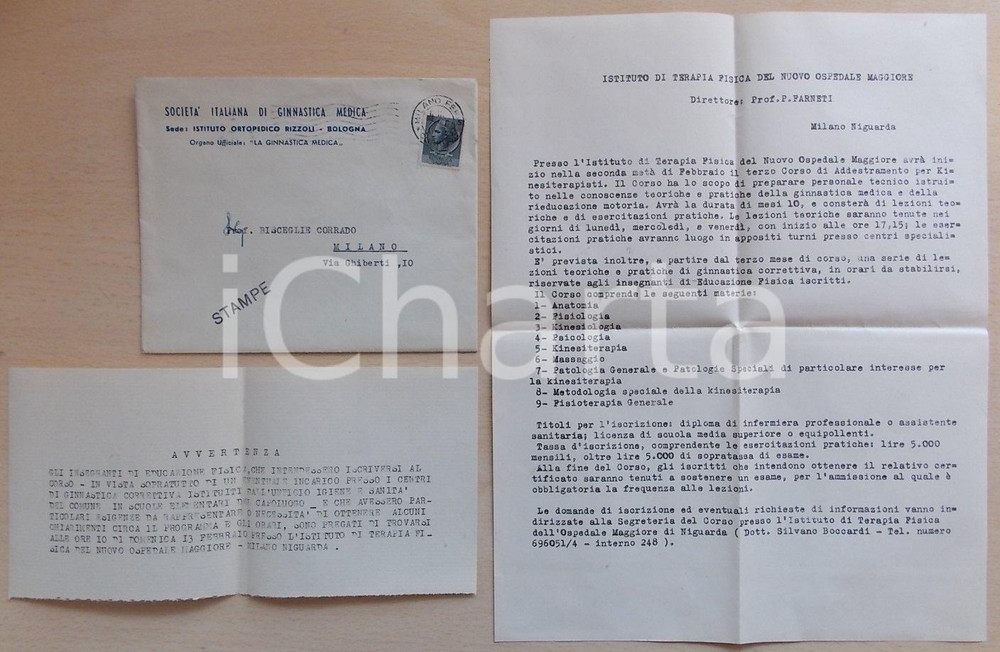 SOCIETA' ITALIANA DI GINNASTICA MEDICA
Sede: ISTITUTO ORTOPEDICO RIZZOLI - BOLOGNA
Organo Ufficiale: "LA GINNASTICA MEDICA"
MILANO FER
Prof. BISCEGLIE CORRADO
MILANO
Via Ghiberti ,10
STAMPE
AVVERTENZA
GLI INSEGNANTI DI EDUCAZIONE FISICA, CHE INTENDESSERO ISCRIVERSI AL
CORSO - IN VISTA SOPRATUTTO DI UN EVENTUALE INCARICO PRESSO I CENTRI
DI GINNASTICA CORRETTIVA ISTITUITI DALL'UFFICIO IGIENE E SANITA'
DEL COMUNE IN SCUOLE ELEMENTARI DEL CAPOLUOGO - E CHE AVESSERO PAR-
TICOLARI ESIGENZE DA RAPPRESENTARE O NECESSITA' DI OTTENERE ALCUNI
CHIARIMENTI CIRCA IL PROGRAMMA E GLI ORARI, SONO PREGATI DI TROVARSI
ALLE ORE 10 DI DOMENICA 13 FEBBRAIO PRESSO L'ISTITUTO DI TERAPIA FI-
SICA DEL NUOVO OSPEDALE MAGGIORE - MILANO NIGUARDA .
ISTITUTO DI TERAPIA FISICA DEL NUOVO OSPEDALE MAGGIORE
Direttore: Prof.P.FARNETI
Milano Niguarda
Presso l'Istituto di Terapia Fisica del Nuovo Ospedale Maggiore avrà ini=
zio nella seconda metà di Febbraio il terzo Corso di Addestramento per Ki=
nesiterapisti. Il Corso ha lo scopo di preparare personale tecnico istrui=
to nelle conoscenze teoriche e pratiche della ginnastica medica e della
rieducazione motoria. Avrà la durata di mesi 10, e consterà di lezioni teo=
riche e di esercitazioni pratiche. Le lezioni teoriche saranno tenute nei
giorni di lunedì, mercoledì, e venerdì, con inizio alle ore 17,15; le eser=
citazioni pratiche avranno luogo in appositi turni presso centri speciali=
stici.
E' prevista inoltre, a partire dal terzo mese di corso, una serie di le=
zioni teoriche e pratiche di ginnastica correttiva, in orari da stabilirsi,
riservate agli insegnanti di Educazione Fisica iscritti.
Il Corso comprende le seguenti materie:
1- Anatomia
2- Fisiologia
3- Kinesiologia
4- Psicologia
5- Kinesiterapia
6- Massaggio
7- Patologia Generale e Patologie Speciali di particolare interesse per
la kinesiterapia
8- Metodologia speciale della kinesiterapia
9- Fisioterapia Generale
Titoli per l'iscrizione: diploma di infermiera professionale o assistente
sanitaria; licenza di scuola media superiore o equipollenti.
Tassa d'iscrizione, comprendente le esercitazioni pratiche: lire 5.000
mensili, oltre lire 5.000 di sopratassa di esame.
Alla fine del Corso, gli iscritti che intendono ottenere il relativo cer=
tificato saranno tenuti a sostenere un esame, per l'ammissione al quale è
obbligatoria la frequenza alle lezioni.
Le domande di iscrizione ed eventuali richieste di informazioni vanno in=
dirizzate alla Segreteria del Corso presso l'Istituto di Terapia Fisica
dell'Ospedale Maggiore di Niguarda ( Dott. Silvano Boccardi - Tel. numero
696051/4 - interno 248 ).
iCharta